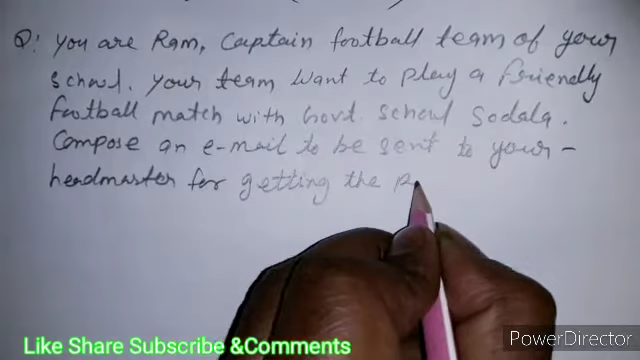 Q: You are Ram, Captain football team of your
school. Your team want to play a friendly
football match with Govt school Sodala.
Compose an e-mail to be sent to your -
headmaster for getting the P
Like Share Subscribe &Comments
PowerDirector